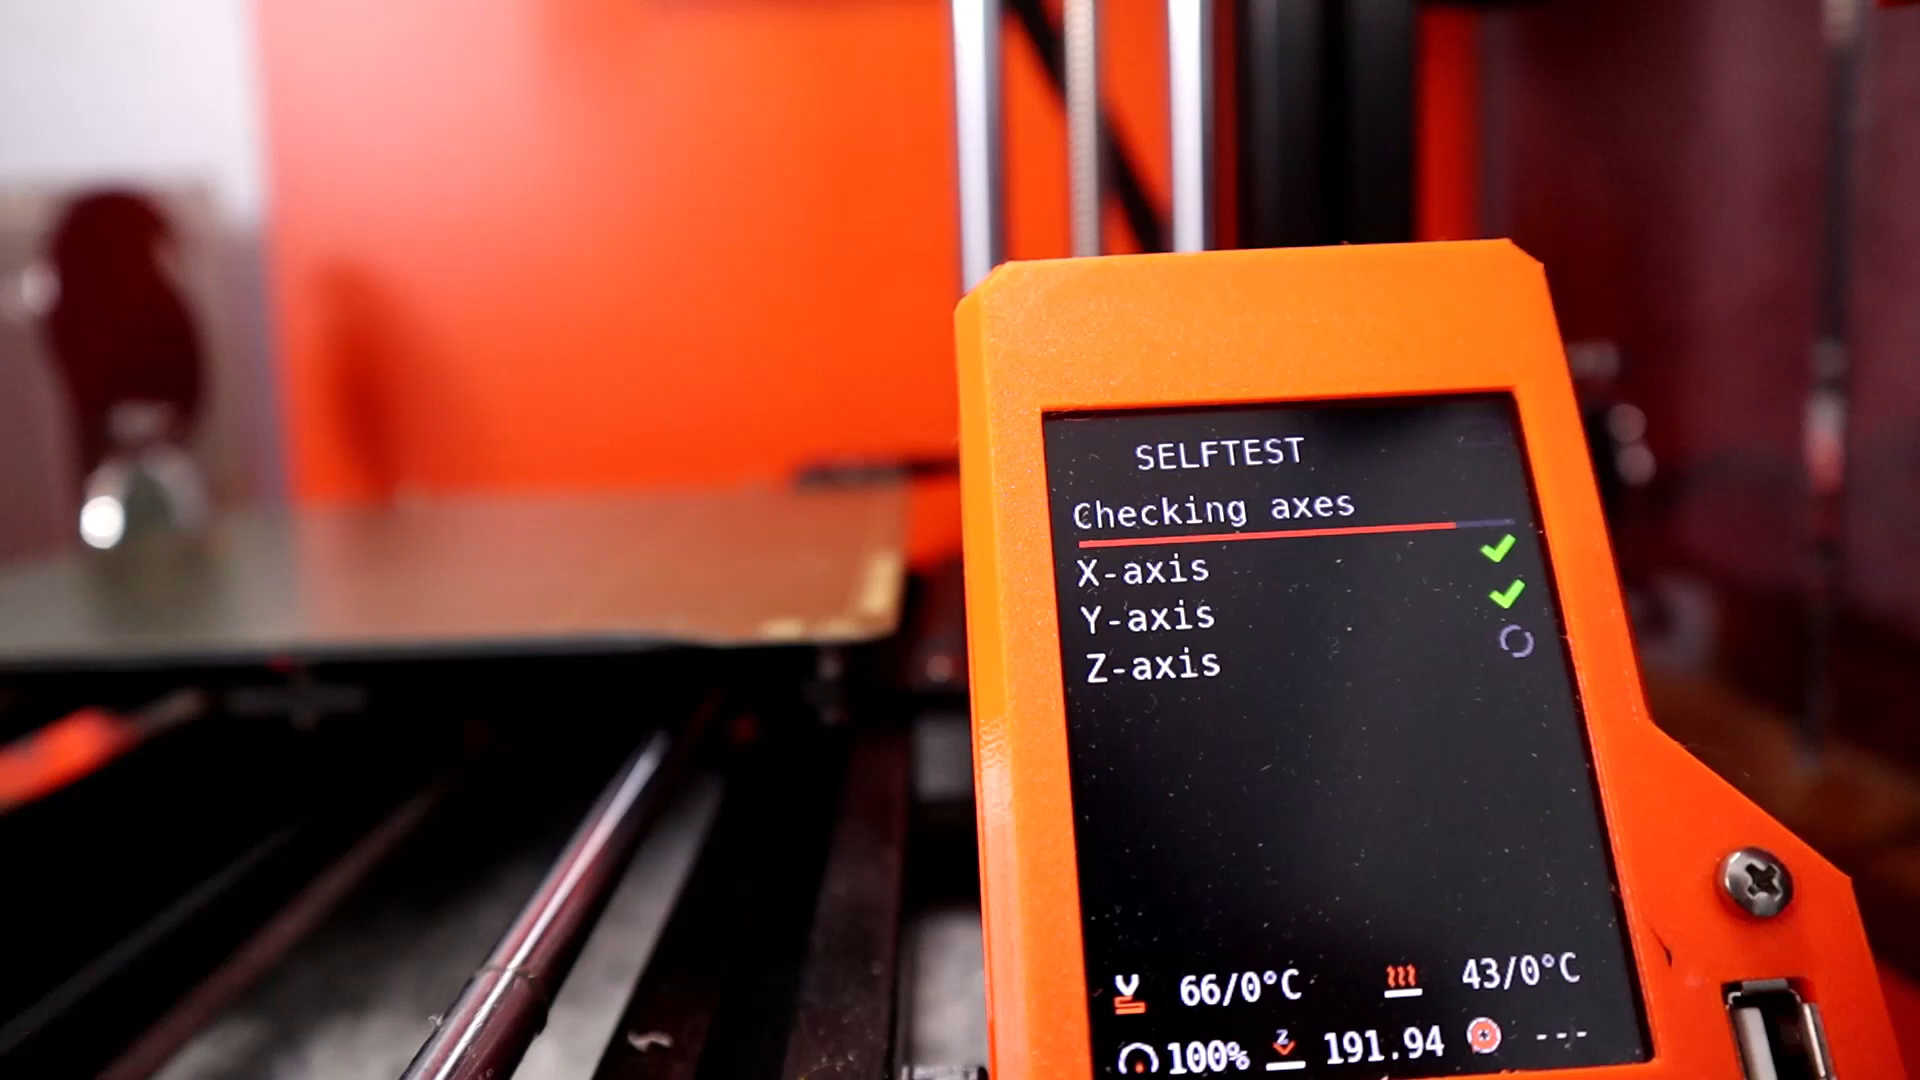 SELFTEST
Checking axes
X-axis
Y-axis
Z-axis
66/0°C 43/0°C
100% Z 191.94 ---